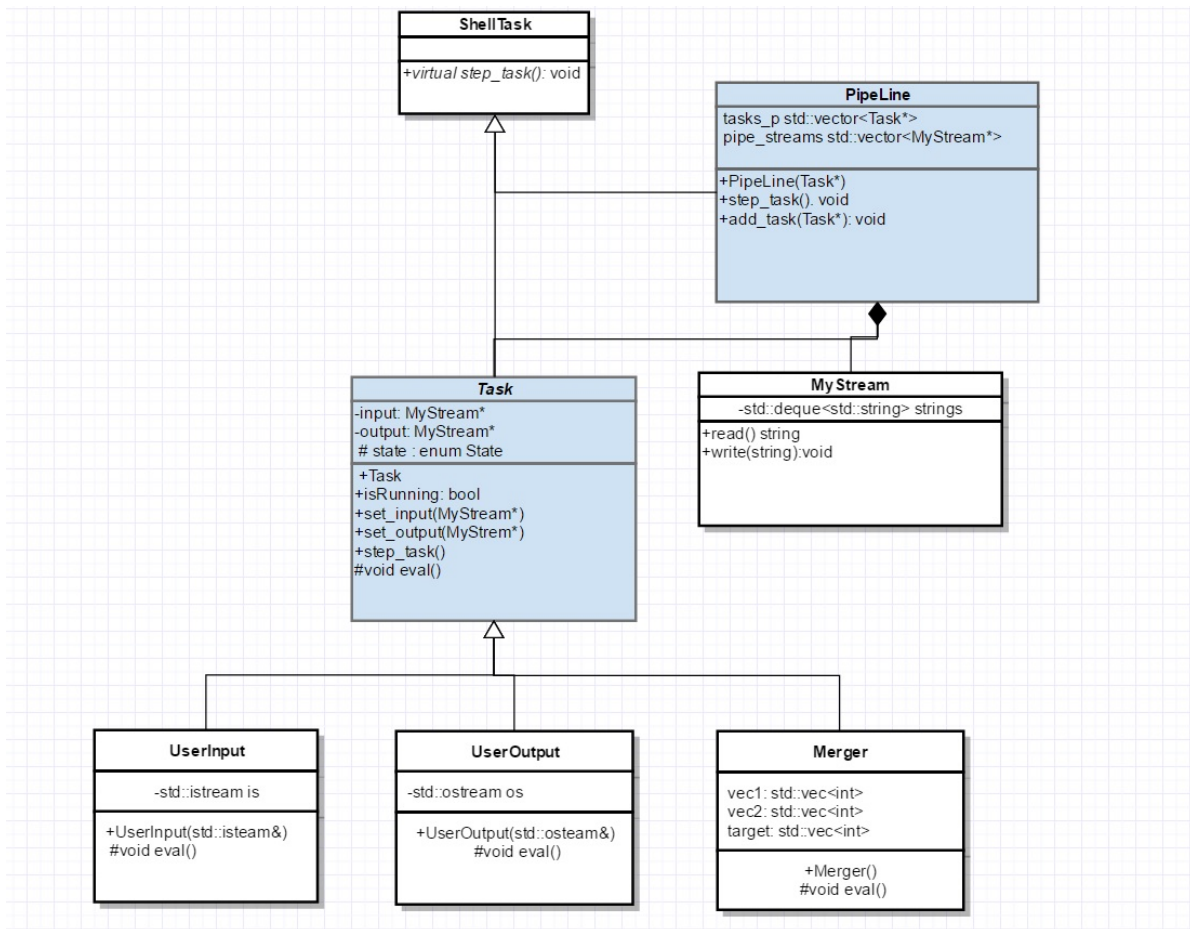 ShellTask
+virtual step_task(): void
PipeLine
tasks_p std::vector<Task*>
pipe_streams std::vector<MyStream*>
+PipeLine(Task*)
+step_task(). void
+add_task(Task*): void
Task
-input: MyStream*
-output: MyStream*
# state : enum State
+Task
+isRunning: bool
+set_input(MyStream*)
+set_output(MyStrem*)
+step_task()
#void eval()
MyStream
-std::deque<std::string> strings
+read() string
+write(string):void
UserInput
-std::istream is
+UserInput(std::isteam&)
#void eval()
UserOutput
-std::ostream os
+UserOutput(std::osteam&)
#void eval()
Merger
vec1: std::vec<int>
vec2: std::vec<int>
target: std::vec<int>
+Merger()
#void eval()